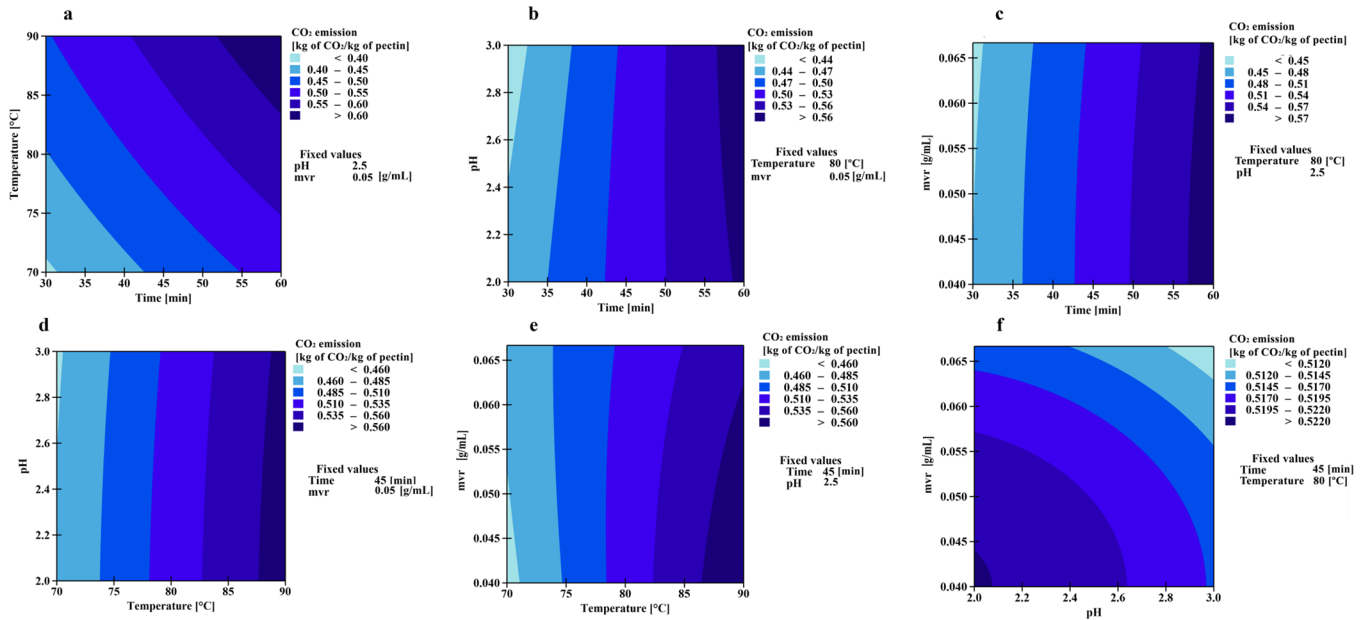 a
CO₂ emission
[kg of CO₂/kg of pectin]
< 0.40
0.40 – 0.45
0.45 – 0.50
0.50 – 0.55
0.55 – 0.60
> 0.60
Fixed values
pH 2.5
mvr 0.05 [g/mL]
Temperature [°C]
90
85
80
75
70
30 35 40 45 50 55 60
Time [min]
b
CO₂ emission
[kg of CO₂/kg of pectin]
< 0.44
0.44 – 0.47
0.47 – 0.50
0.50 – 0.53
0.53 – 0.56
> 0.56
Fixed values
Temperature 80 [°C]
mvr 0.05 [g/mL]
pH
3.0
2.8
2.6
2.4
2.2
2.0
30 35 40 45 50 55 60
Time [min]
c
CO₂ emission
[kg of CO₂/kg of pectin]
< 0.45
0.45 – 0.48
0.48 – 0.51
0.51 – 0.54
0.54 – 0.57
> 0.57
Fixed values
Temperature 80 [°C]
pH 2.5
mvr [g/mL]
0.065
0.060
0.055
0.050
0.045
0.040
30 35 40 45 50 55 60
Time [min]
d
CO₂ emission
[kg of CO₂/kg of pectin]
< 0.460
0.460 – 0.485
0.485 – 0.510
0.510 – 0.535
0.535 – 0.560
> 0.560
Fixed values
Time 45 [min]
mvr 0.05 [g/mL]
pH
3.0
2.8
2.6
2.4
2.2
2.0
70 75 80 85 90
Temperature [°C]
e
CO₂ emission
[kg of CO₂/kg of pectin]
< 0.460
0.460 – 0.485
0.485 – 0.510
0.510 – 0.535
0.535 – 0.560
> 0.560
Fixed values
Time 45 [min]
pH 2.5
mvr [g/mL]
0.065
0.060
0.055
0.050
0.045
0.040
70 75 80 85 90
Temperature [°C]
f
CO₂ emission
[kg of CO₂/kg of pectin]
< 0.5120
0.5120 – 0.5145
0.5145 – 0.5170
0.5170 – 0.5195
0.5195 – 0.5220
> 0.5220
Fixed values
Time 45 [min]
Temperature 80 [°C]
mvr [g/mL]
0.065
0.060
0.055
0.050
0.045
0.040
2.0 2.2 2.4 2.6 2.8 3.0
pH